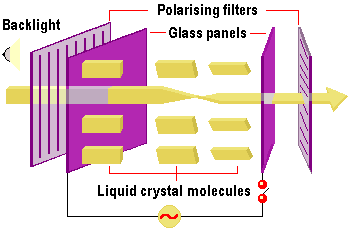 Polarising filters
Backlight
Glass panels
Liquid crystal molecules